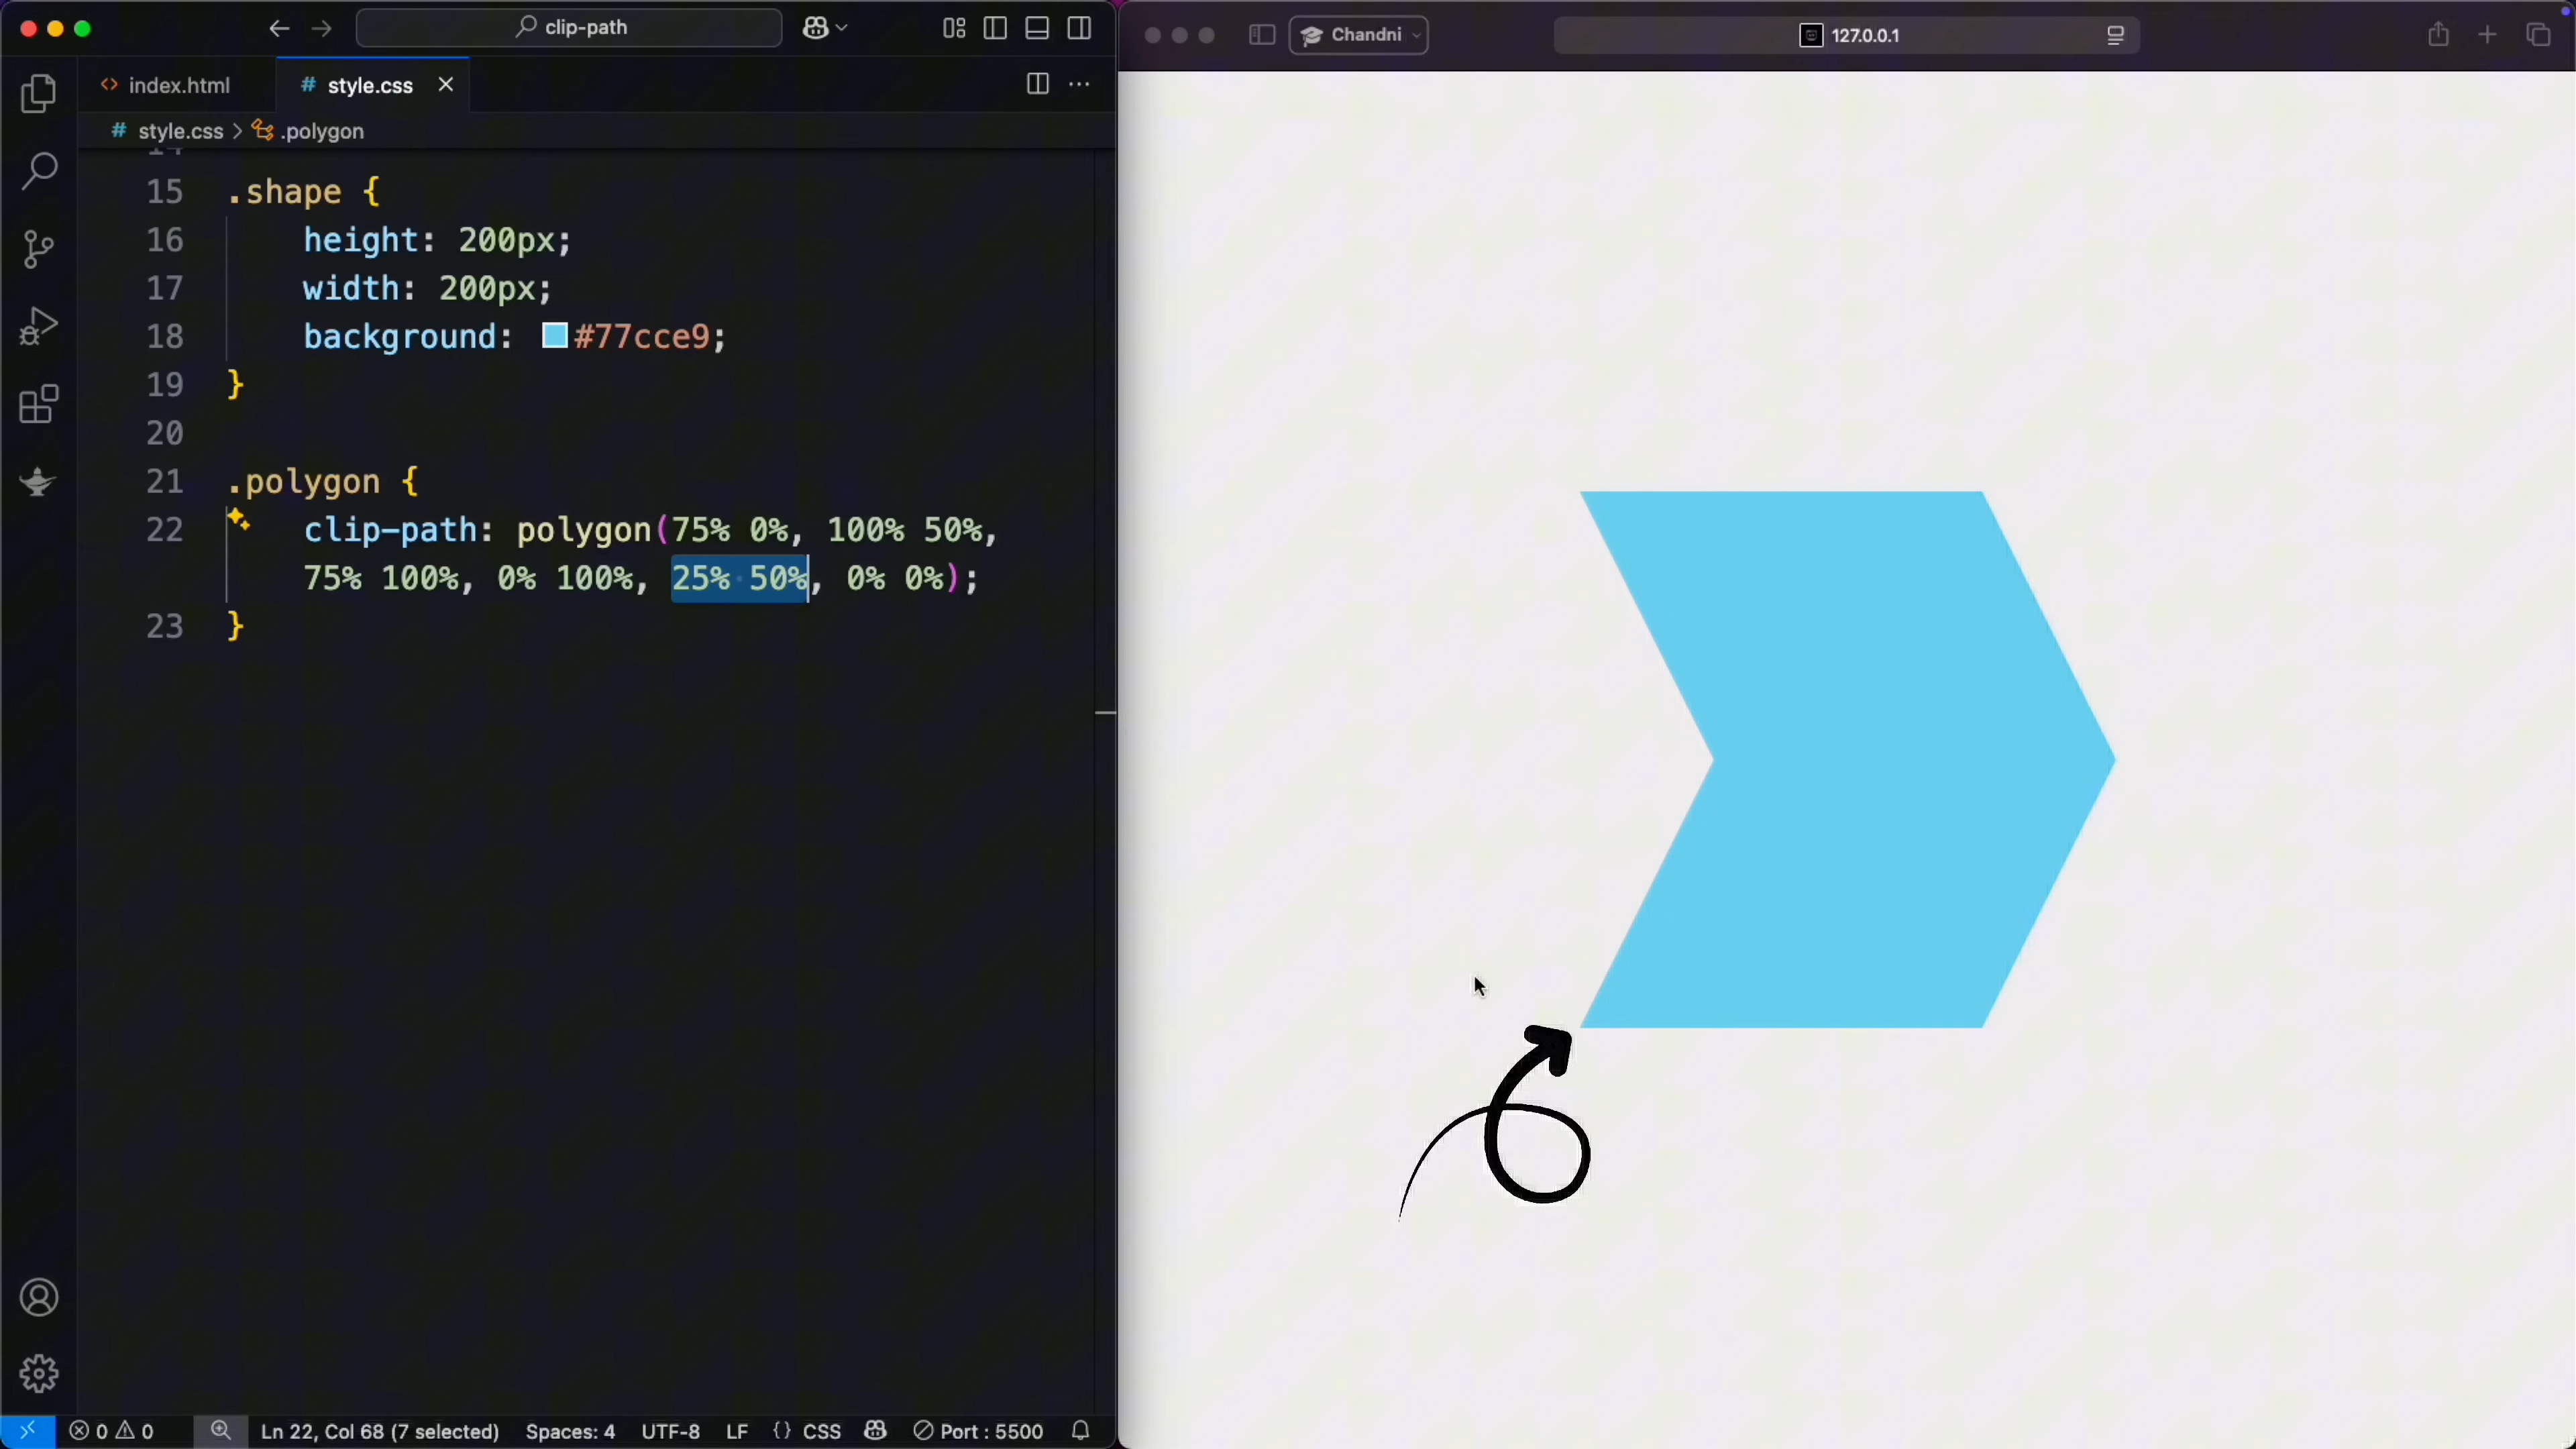 clip-path
Chandni
127.0.0.1
index.html
# style.css
# style.css > .polygon
15 .shape {
16 height: 200px;
17 width: 200px;
18 background: #77cce9;
19 }
20
21 .polygon {
22 clip-path: polygon(75% 0%, 100% 50%,
75% 100%, 0% 100%, 25% 50%, 0% 0%);
23 }
0 0 Ln 22, Col 68 (7 selected) Spaces: 4 UTF-8 LF {} CSS Port : 5500